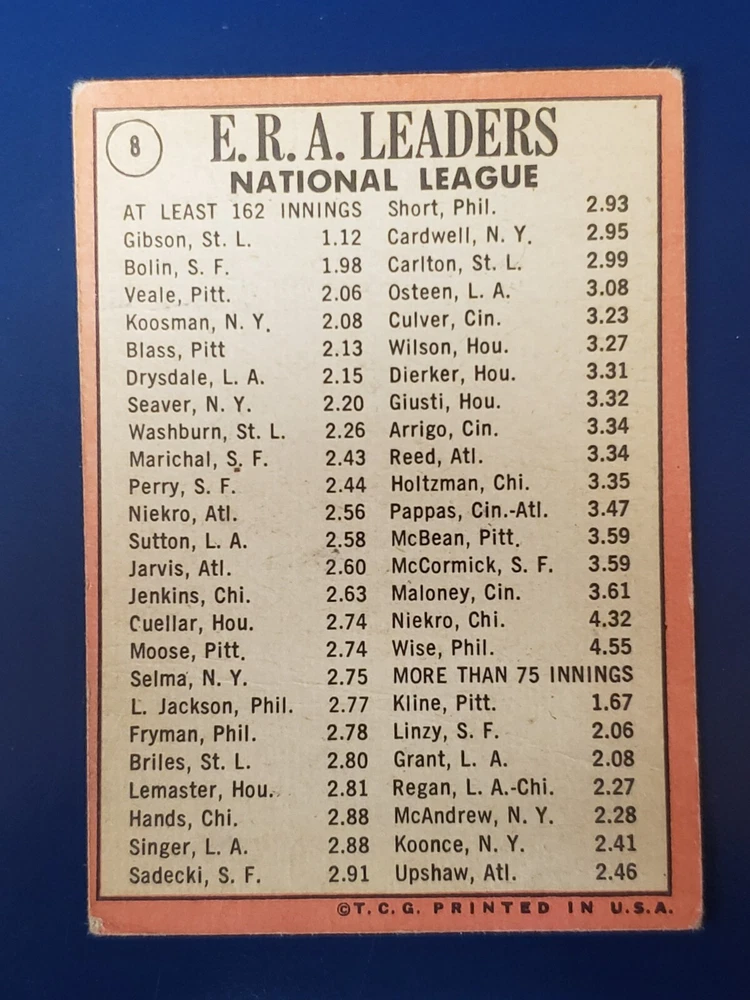 8
E.R.A. LEADERS
NATIONAL LEAGUE
AT LEAST 162 INNINGS
Gibson, St. L. 1.12
Bolin, S. F. 1.98
Veale, Pitt. 2.06
Koosman, N. Y. 2.08
Blass, Pitt 2.13
Drysdale, L. A. 2.15
Seaver, N. Y. 2.20
Washburn, St. L. 2.26
Marichal, S. F. 2.43
Perry, S. F. 2.44
Niekro, Atl. 2.56
Sutton, L. A. 2.58
Jarvis, Atl. 2.60
Jenkins, Chi. 2.63
Cuellar, Hou. 2.74
Moose, Pitt. 2.74
Selma, N. Y. 2.75
L. Jackson, Phil. 2.77
Fryman, Phil. 2.78
Briles, St. L. 2.80
Lemaster, Hou. 2.81
Hands, Chi. 2.88
Singer, L. A. 2.88
Sadecki, S. F. 2.91
Short, Phil. 2.93
Cardwell, N. Y. 2.95
Carlton, St. L. 2.99
Osteen, L. A. 3.08
Culver, Cin. 3.23
Wilson, Hou. 3.27
Dierker, Hou. 3.31
Giusti, Hou. 3.32
Arrigo, Cin. 3.34
Reed, Atl. 3.34
Holtzman, Chi. 3.35
Pappas, Cin.-Atl. 3.47
McBean, Pitt. 3.59
McCormick, S. F. 3.59
Maloney, Cin. 3.61
Niekro, Chi. 4.32
Wise, Phil. 4.55
MORE THAN 75 INNINGS
Kline, Pitt. 1.67
Linzy, S. F. 2.06
Grant, L. A. 2.08
Regan, L. A.-Chi. 2.27
McAndrew, N. Y. 2.28
Koonce, N. Y. 2.41
Upshaw, Atl. 2.46
©T. C. G. PRINTED IN U.S.A.